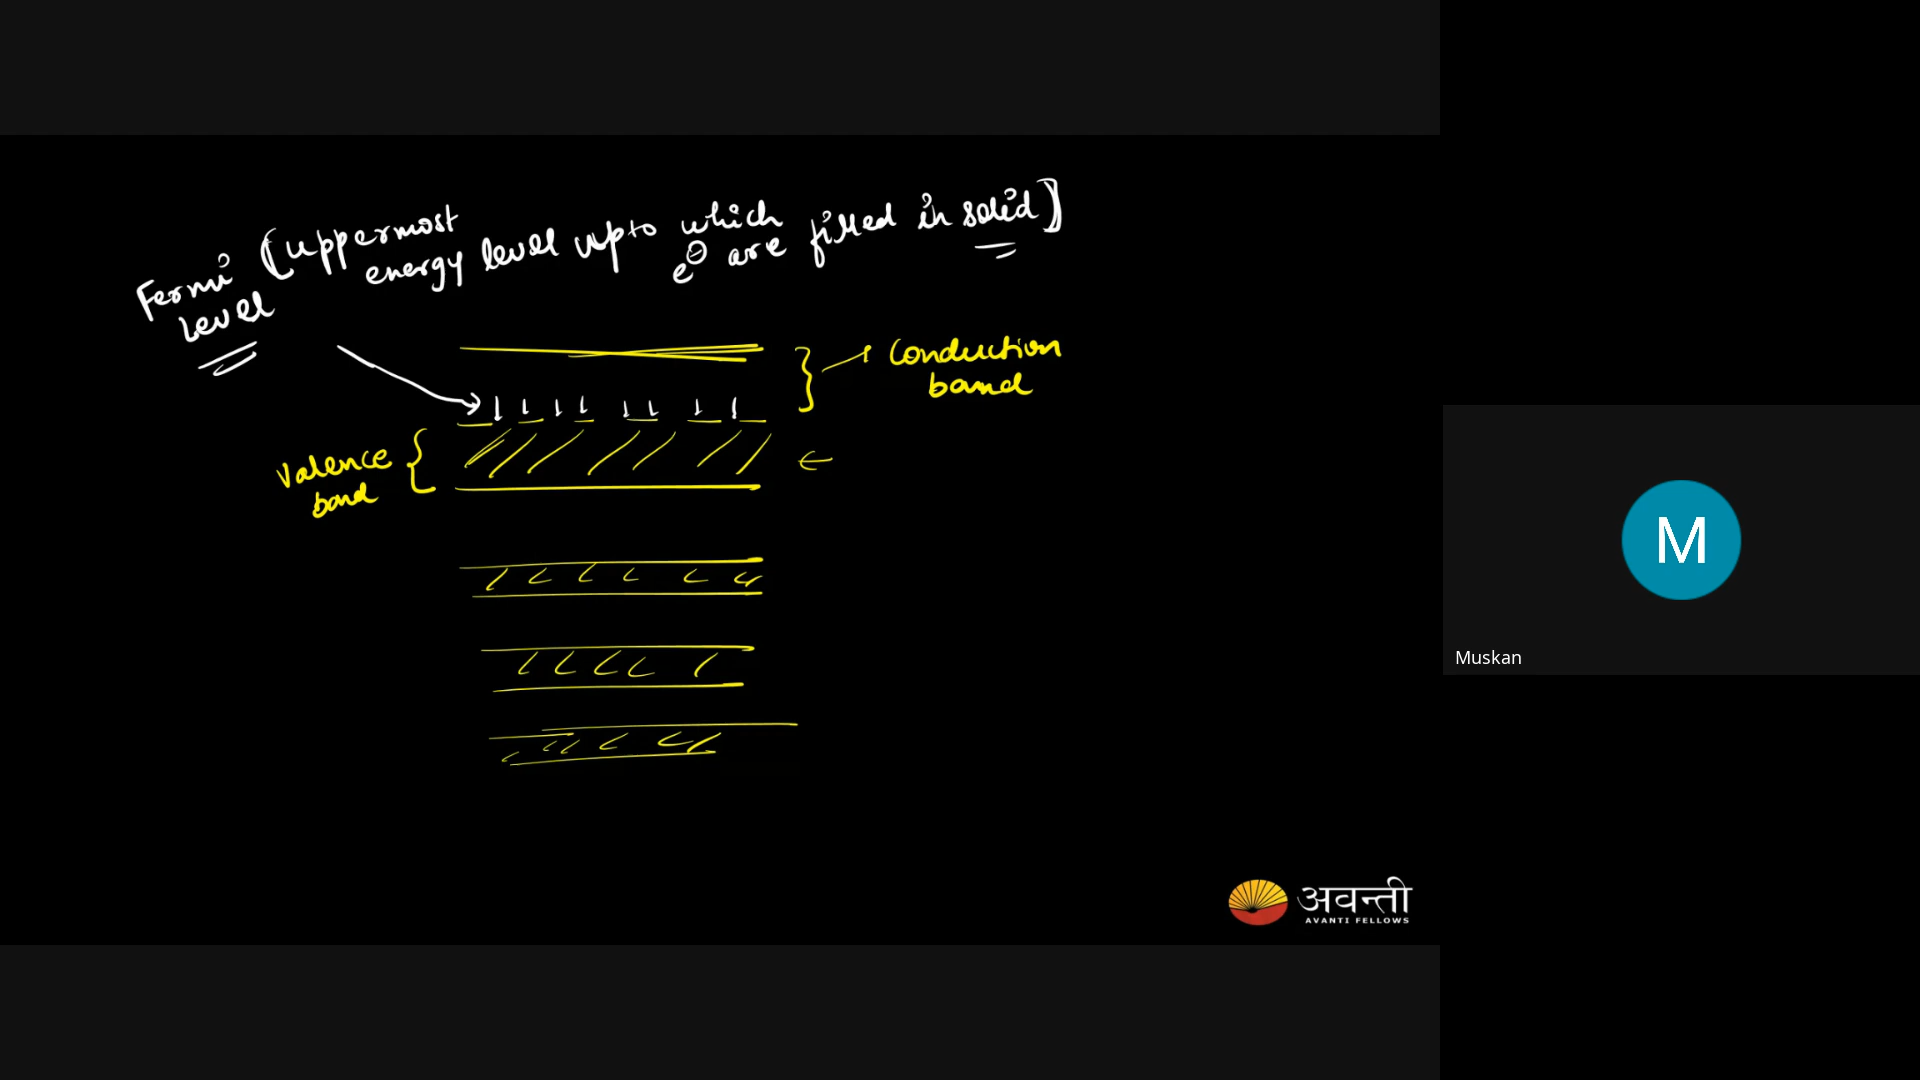 Fermi
level
(uppermost
energy level upto which
e⊖ are filled in solid)
Conduction
band
Valence
band
M
Muskan
अवन्ती
AVANTI FELLOWS